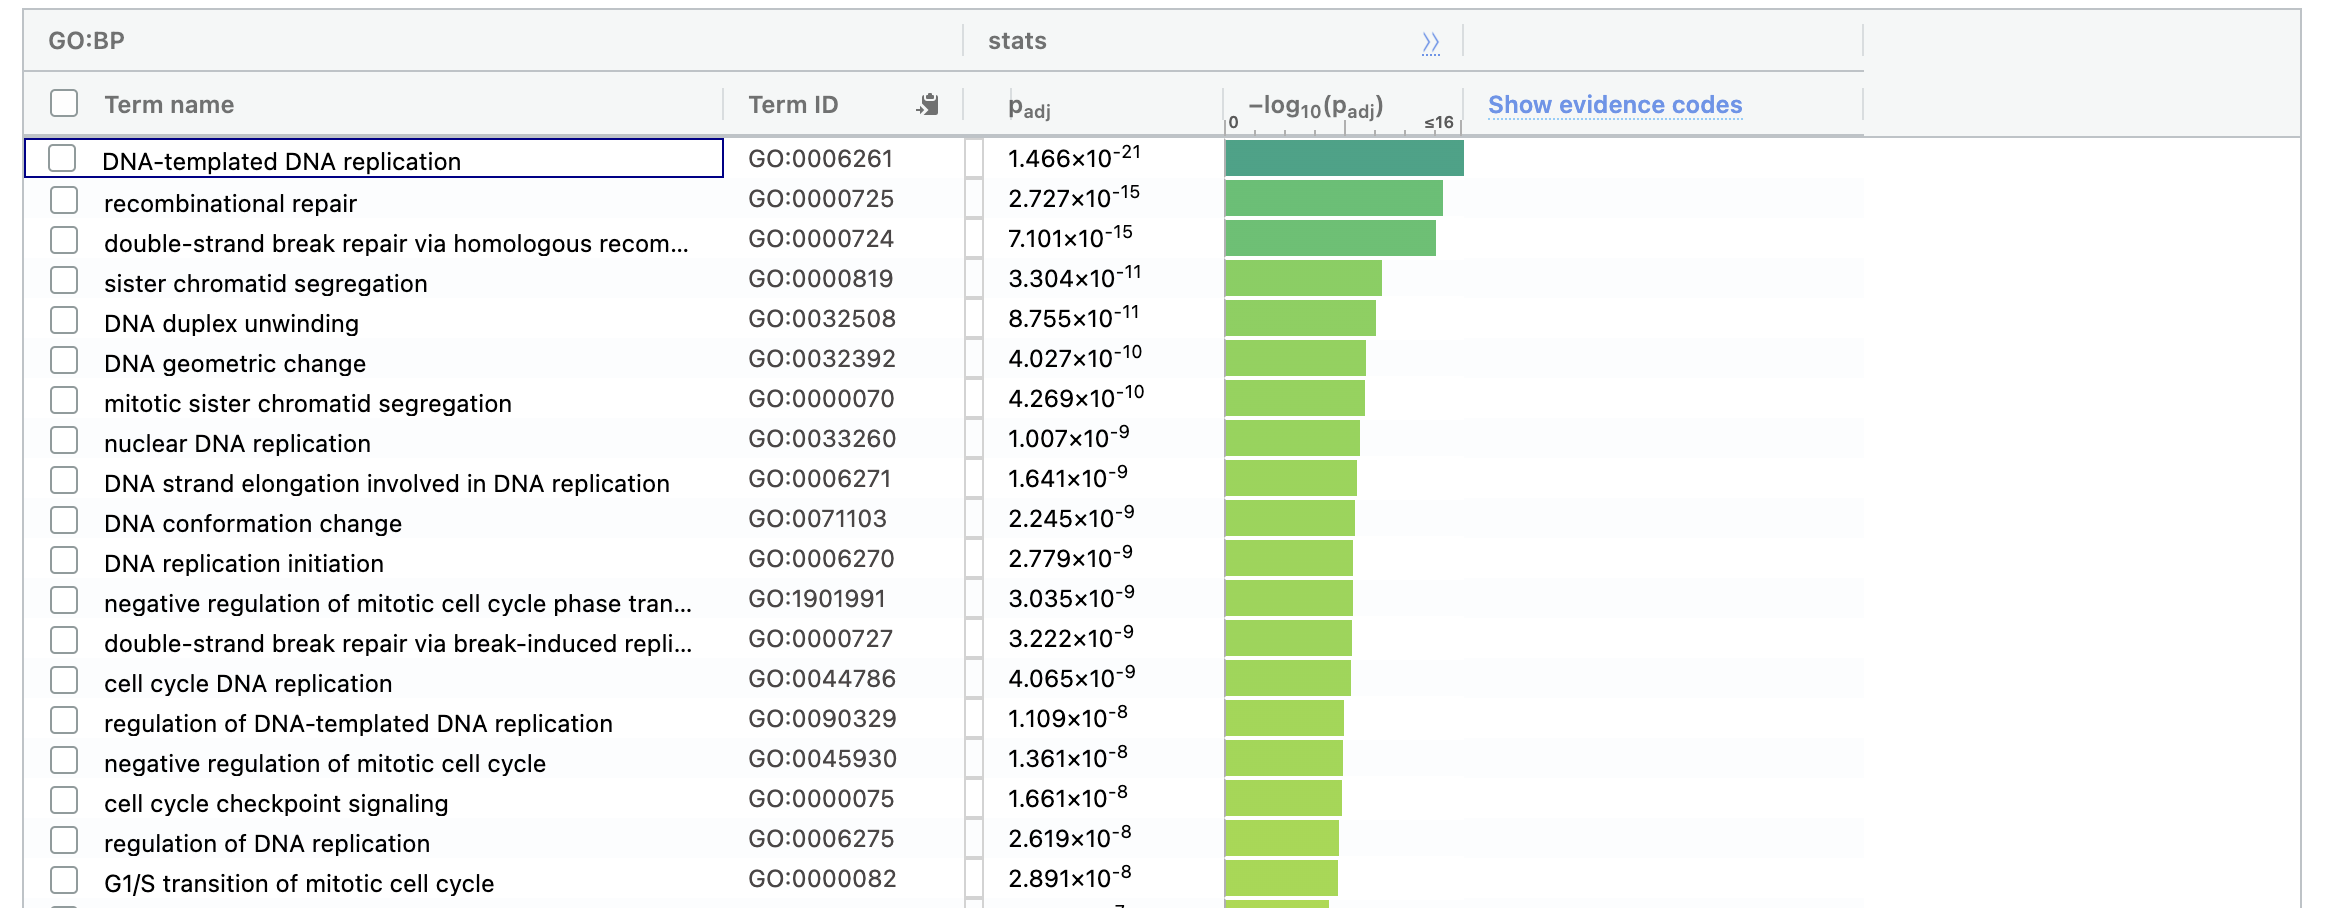 GO:BP stats ⟩⟩
Term name Term ID p_adj −log₁₀(p_adj) Show evidence codes
0 ≤16
DNA-templated DNA replication GO:0006261 1.466×10⁻²¹
recombinational repair GO:0000725 2.727×10⁻¹⁵
double-strand break repair via homologous recom... GO:0000724 7.101×10⁻¹⁵
sister chromatid segregation GO:0000819 3.304×10⁻¹¹
DNA duplex unwinding GO:0032508 8.755×10⁻¹¹
DNA geometric change GO:0032392 4.027×10⁻¹⁰
mitotic sister chromatid segregation GO:0000070 4.269×10⁻¹⁰
nuclear DNA replication GO:0033260 1.007×10⁻⁹
DNA strand elongation involved in DNA replication GO:0006271 1.641×10⁻⁹
DNA conformation change GO:0071103 2.245×10⁻⁹
DNA replication initiation GO:0006270 2.779×10⁻⁹
negative regulation of mitotic cell cycle phase tran... GO:1901991 3.035×10⁻⁹
double-strand break repair via break-induced repli... GO:0000727 3.222×10⁻⁹
cell cycle DNA replication GO:0044786 4.065×10⁻⁹
regulation of DNA-templated DNA replication GO:0090329 1.109×10⁻⁸
negative regulation of mitotic cell cycle GO:0045930 1.361×10⁻⁸
cell cycle checkpoint signaling GO:0000075 1.661×10⁻⁸
regulation of DNA replication GO:0006275 2.619×10⁻⁸
G1/S transition of mitotic cell cycle GO:0000082 2.891×10⁻⁸